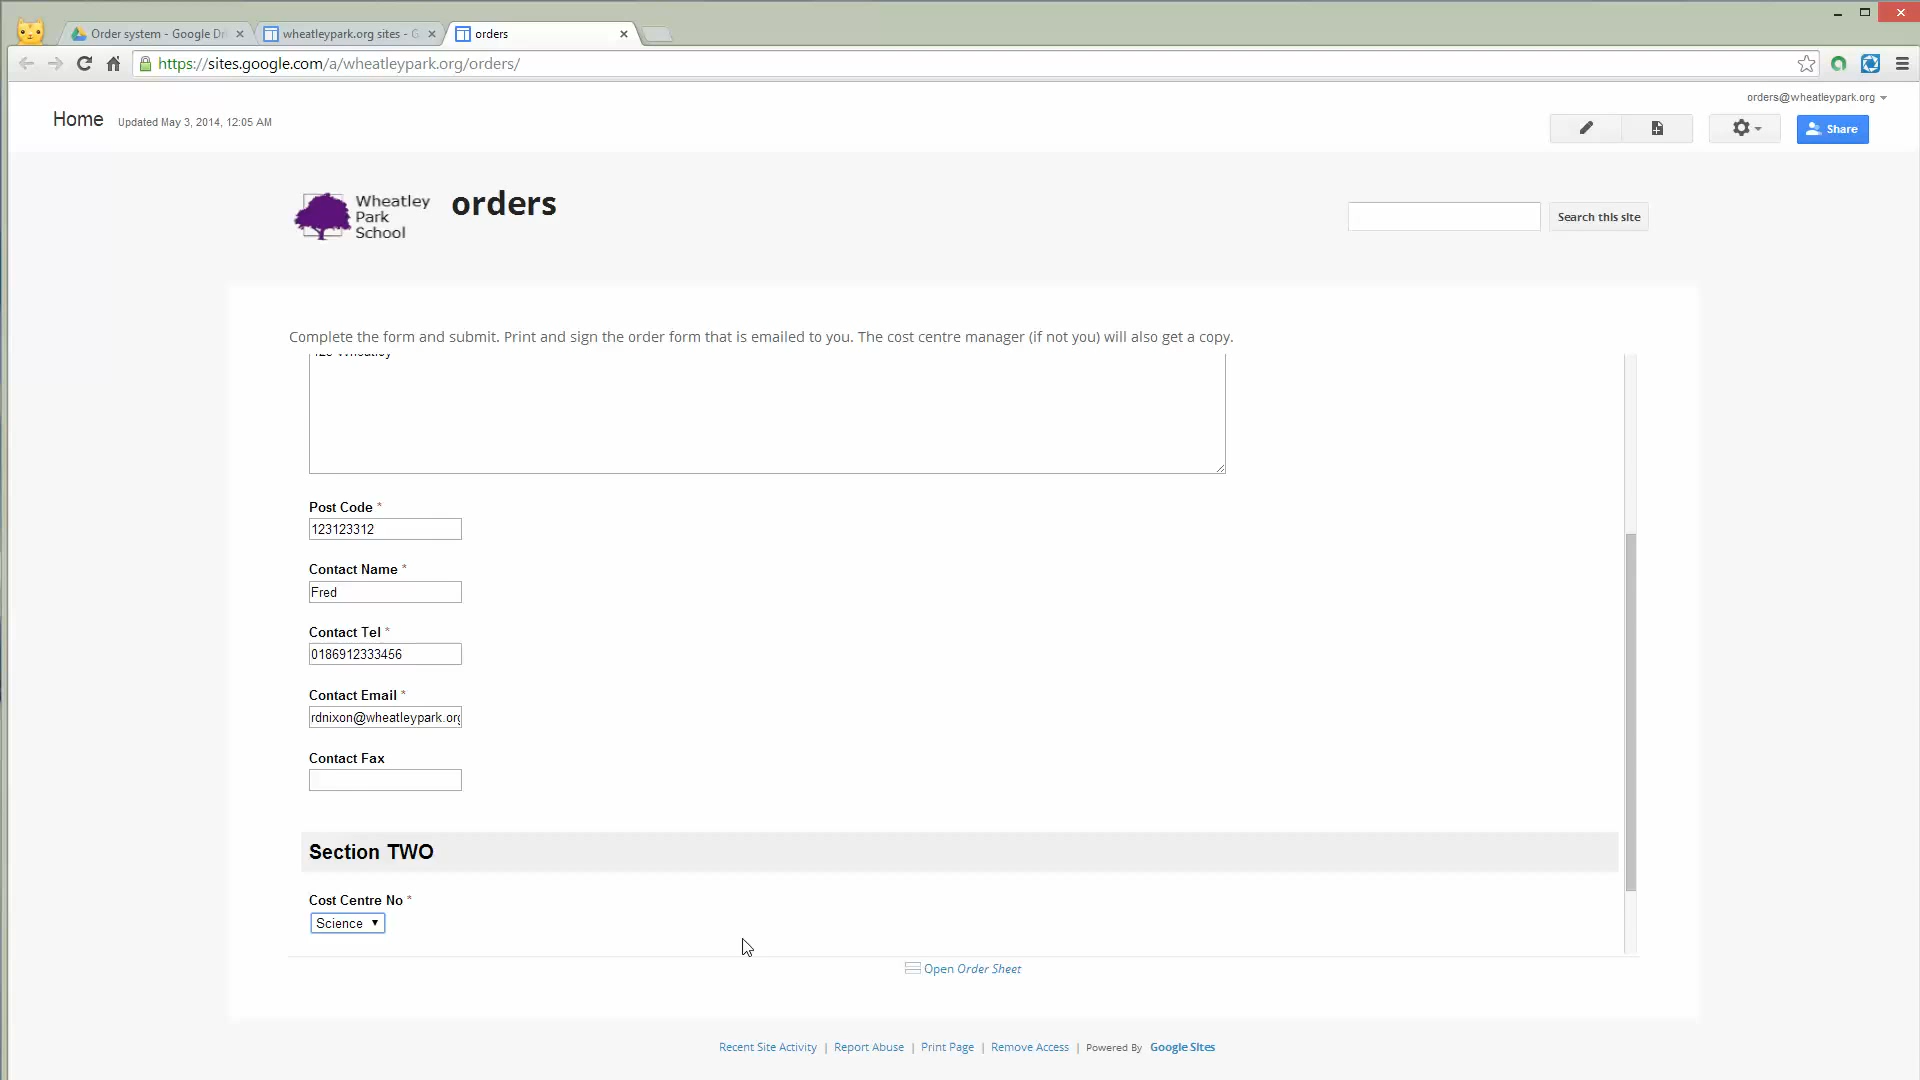 Order system - Google Dr
wheatleypark.org sites - G
orders
https://sites.google.com/a/wheatleypark.org/orders/
orders@wheatleypark.org
Home
Updated May 3, 2014, 12:05 AM
Share
Wheatley
Park
School
orders
Search this site
Complete the form and submit. Print and sign the order form that is emailed to you. The cost centre manager (if not you) will also get a copy.
Post Code *
123123312
Contact Name *
Fred
Contact Tel *
0186912333456
Contact Email *
rdnixon@wheatleypark.org
Contact Fax
Section TWO
Cost Centre No *
Science
Open Order Sheet
Recent Site Activity | Report Abuse | Print Page | Remove Access | Powered By Google Sites